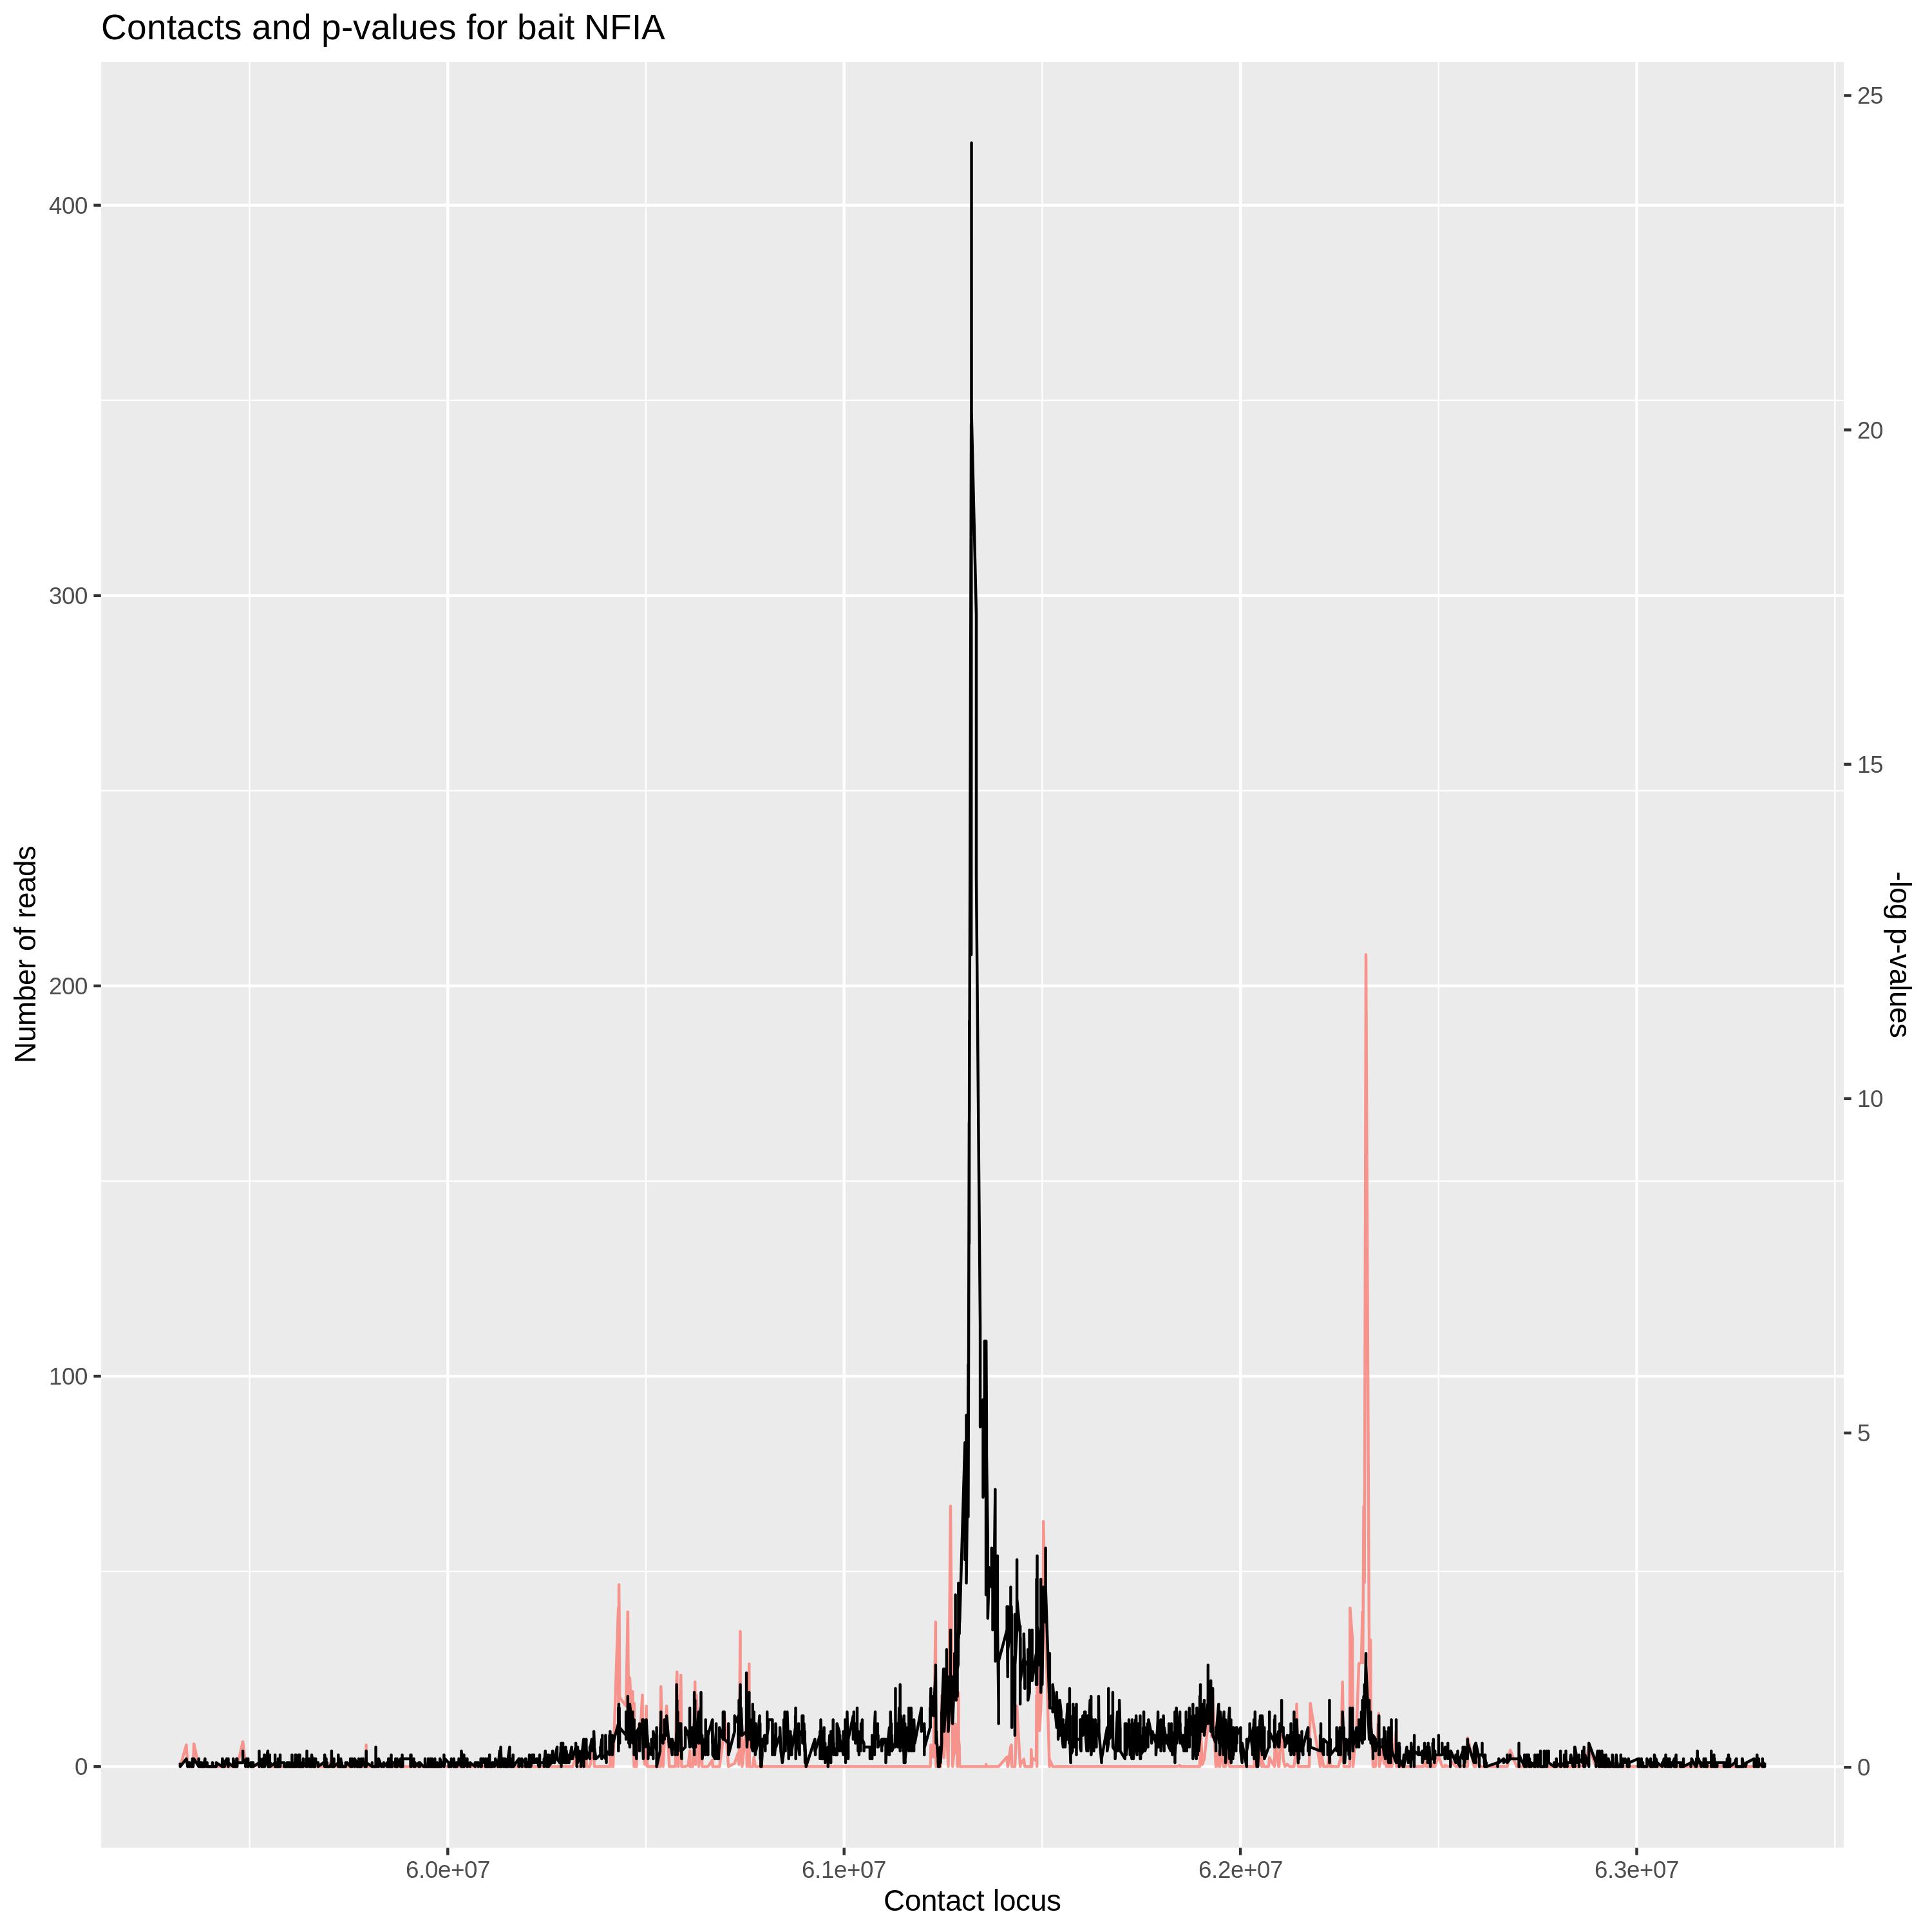 Contacts and p-values for bait NFIA
400
300
200
100
0
Number of reads
25
20
15
10
5
0
-log p-values
6.0e+07
6.1e+07
6.2e+07
6.3e+07
Contact locus